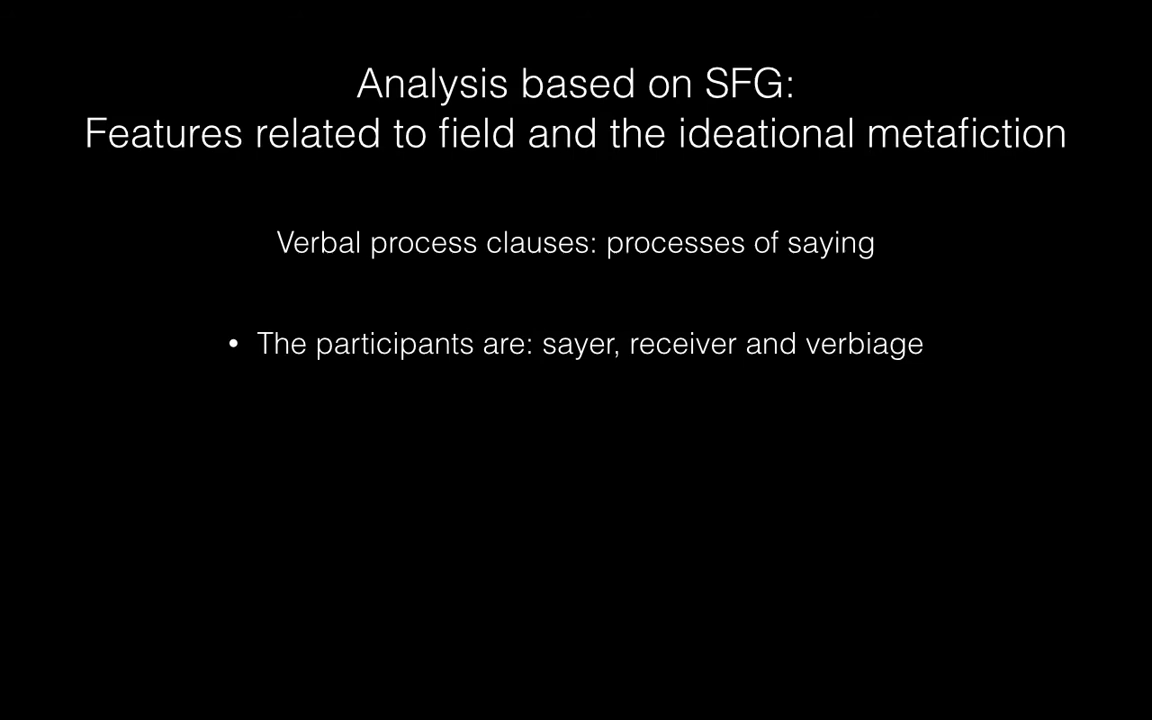 Analysis based on SFG:
Features related to field and the ideational metafiction
Verbal process clauses: processes of saying
• The participants are: sayer, receiver and verbiage